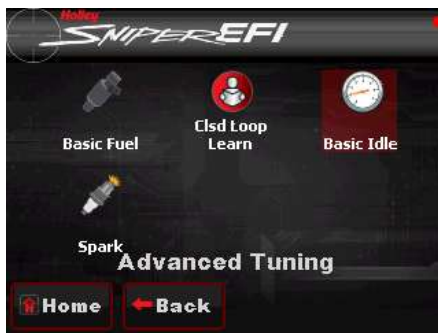 Holley
SNIPER EFI
Basic Fuel
Clsd Loop
Learn
Basic Idle
Spark
Advanced Tuning
Home
Back